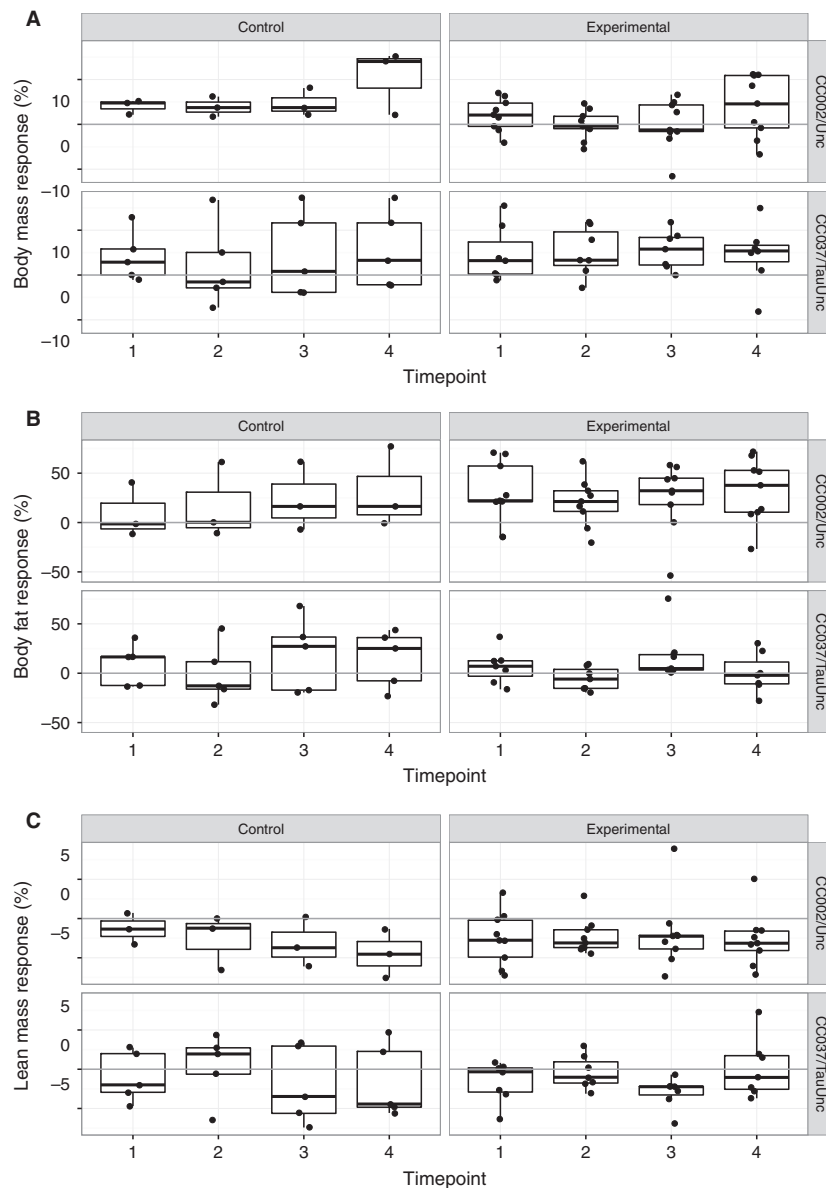 A
Control
Experimental
Body mass response (%)
10
0
−10
10
0
−10
CC002/Unc
CC037/TauUnc
1
2
3
4
1
2
3
4
Timepoint
B
Control
Experimental
Body fat response (%)
50
0
−50
50
0
−50
CC002/Unc
CC037/TauUnc
1
2
3
4
1
2
3
4
Timepoint
C
Control
Experimental
Lean mass response (%)
5
0
−5
5
0
−5
CC002/Unc
CC037/TauUnc
1
2
3
4
1
2
3
4
Timepoint